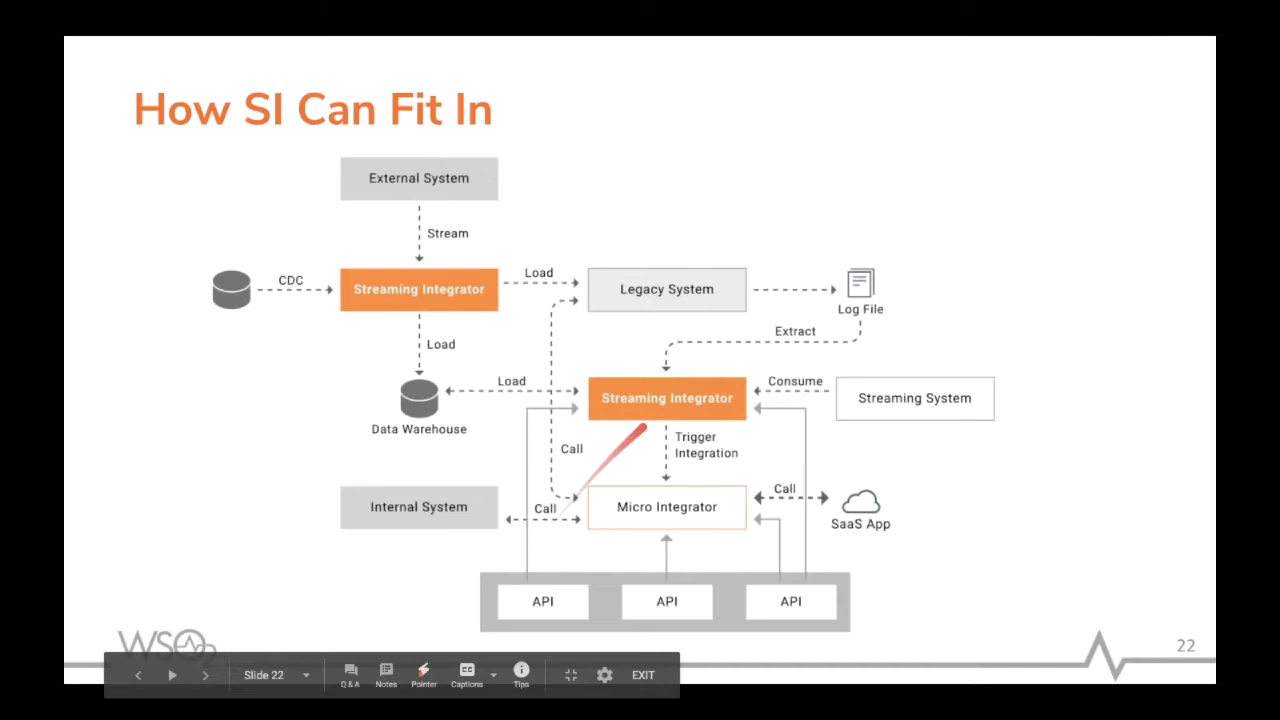 How SI Can Fit In
External System
Stream
CDC
Streaming Integrator
Load
Legacy System
Log File
Extract
Load
Load
Data Warehouse
Streaming Integrator
Consume
Streaming System
Call
Trigger
Integration
Internal System
Call
Micro Integrator
Call
SaaS App
API
API
API
WSO2
22
Slide 22
Q & A
Notes
Pointer
Captions
Tips
EXIT